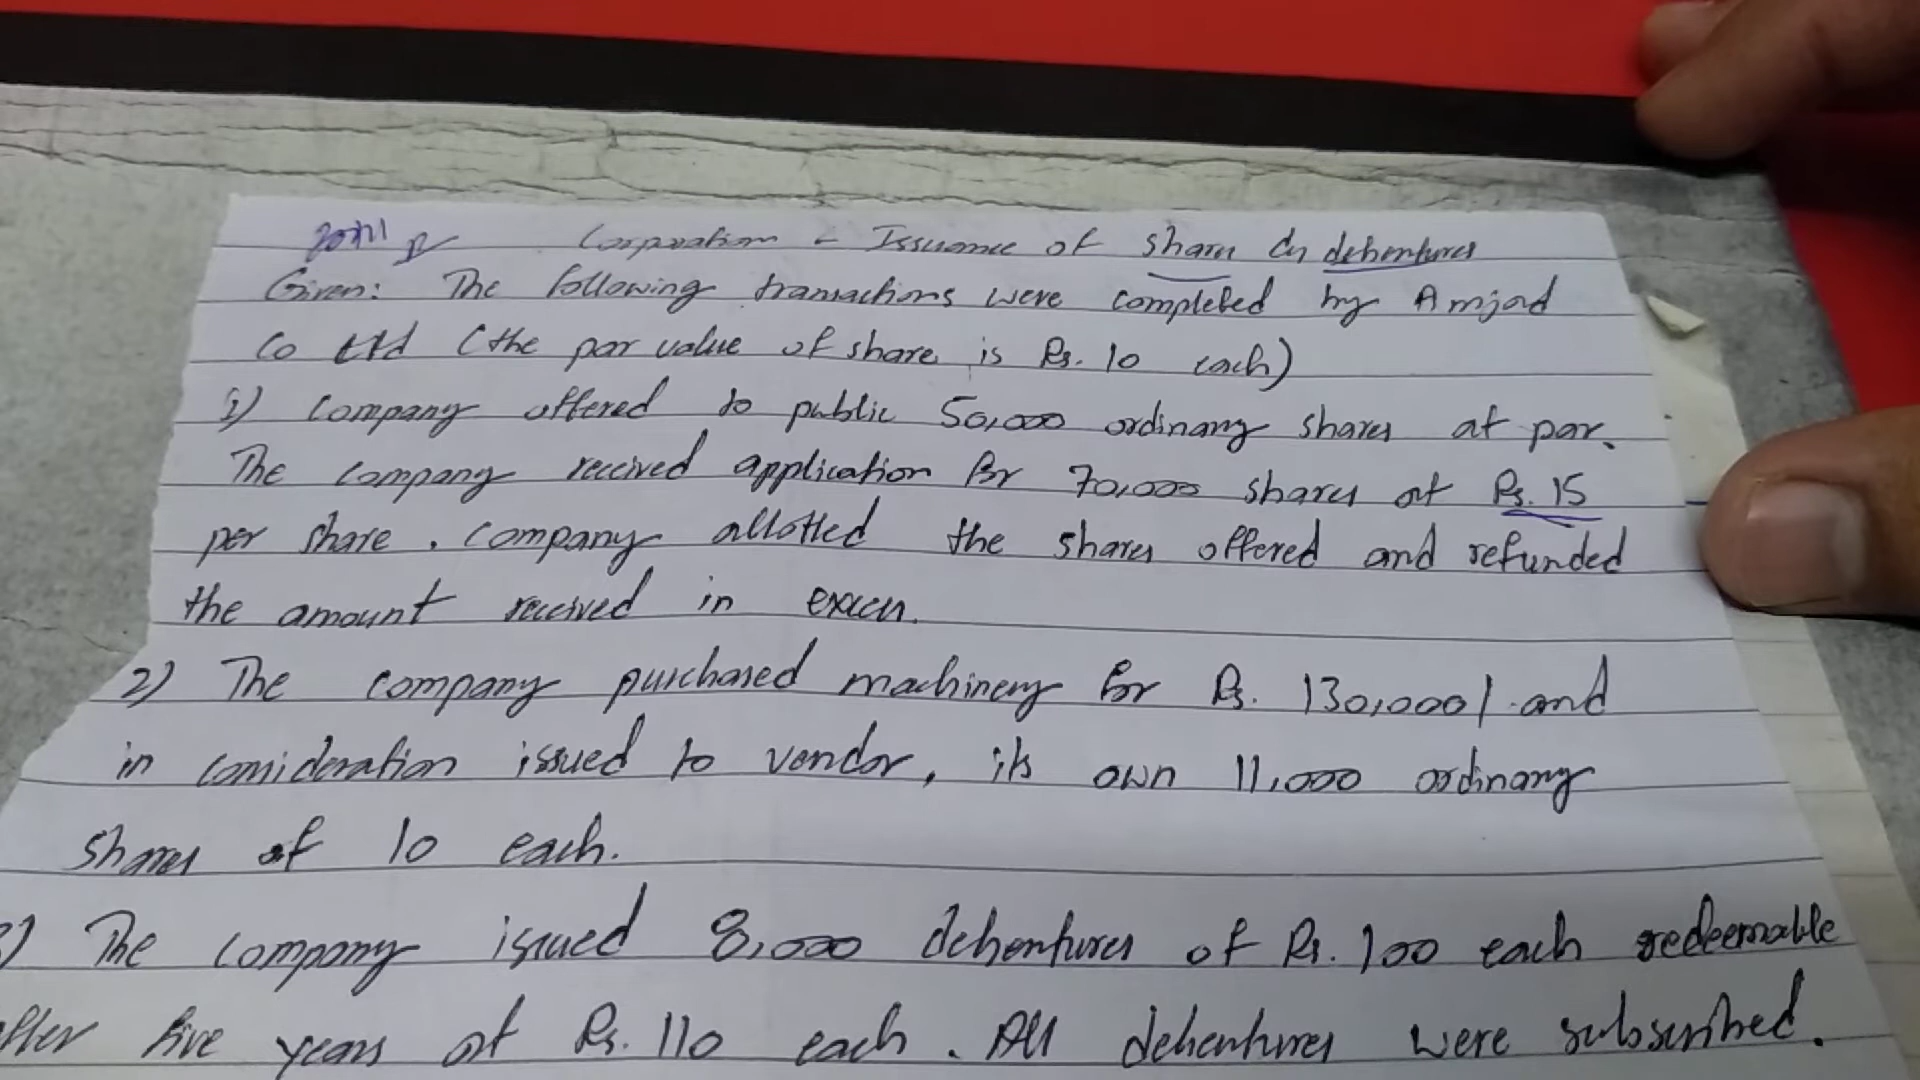 Corporation - Issuance of share & debentures
Given: The following transactions were completed by Amjad
Co Ltd (the par value of share is Rs. 10 each)
1) Company offered to public 50,000 ordinary shares at par.
The company received application for 70,000 shares at Rs. 15
per share. Company allotted the shares offered and refunded
the amount received in excess.
2) The company purchased machinery for Rs. 130,000/- and
in consideration issued to vendor, its own 11,000 ordinary
shares of 10 each.
3) The company issued 8,000 debentures of Rs. 100 each redeemable
after five years at Rs. 110 each. All debentures were subscribed.